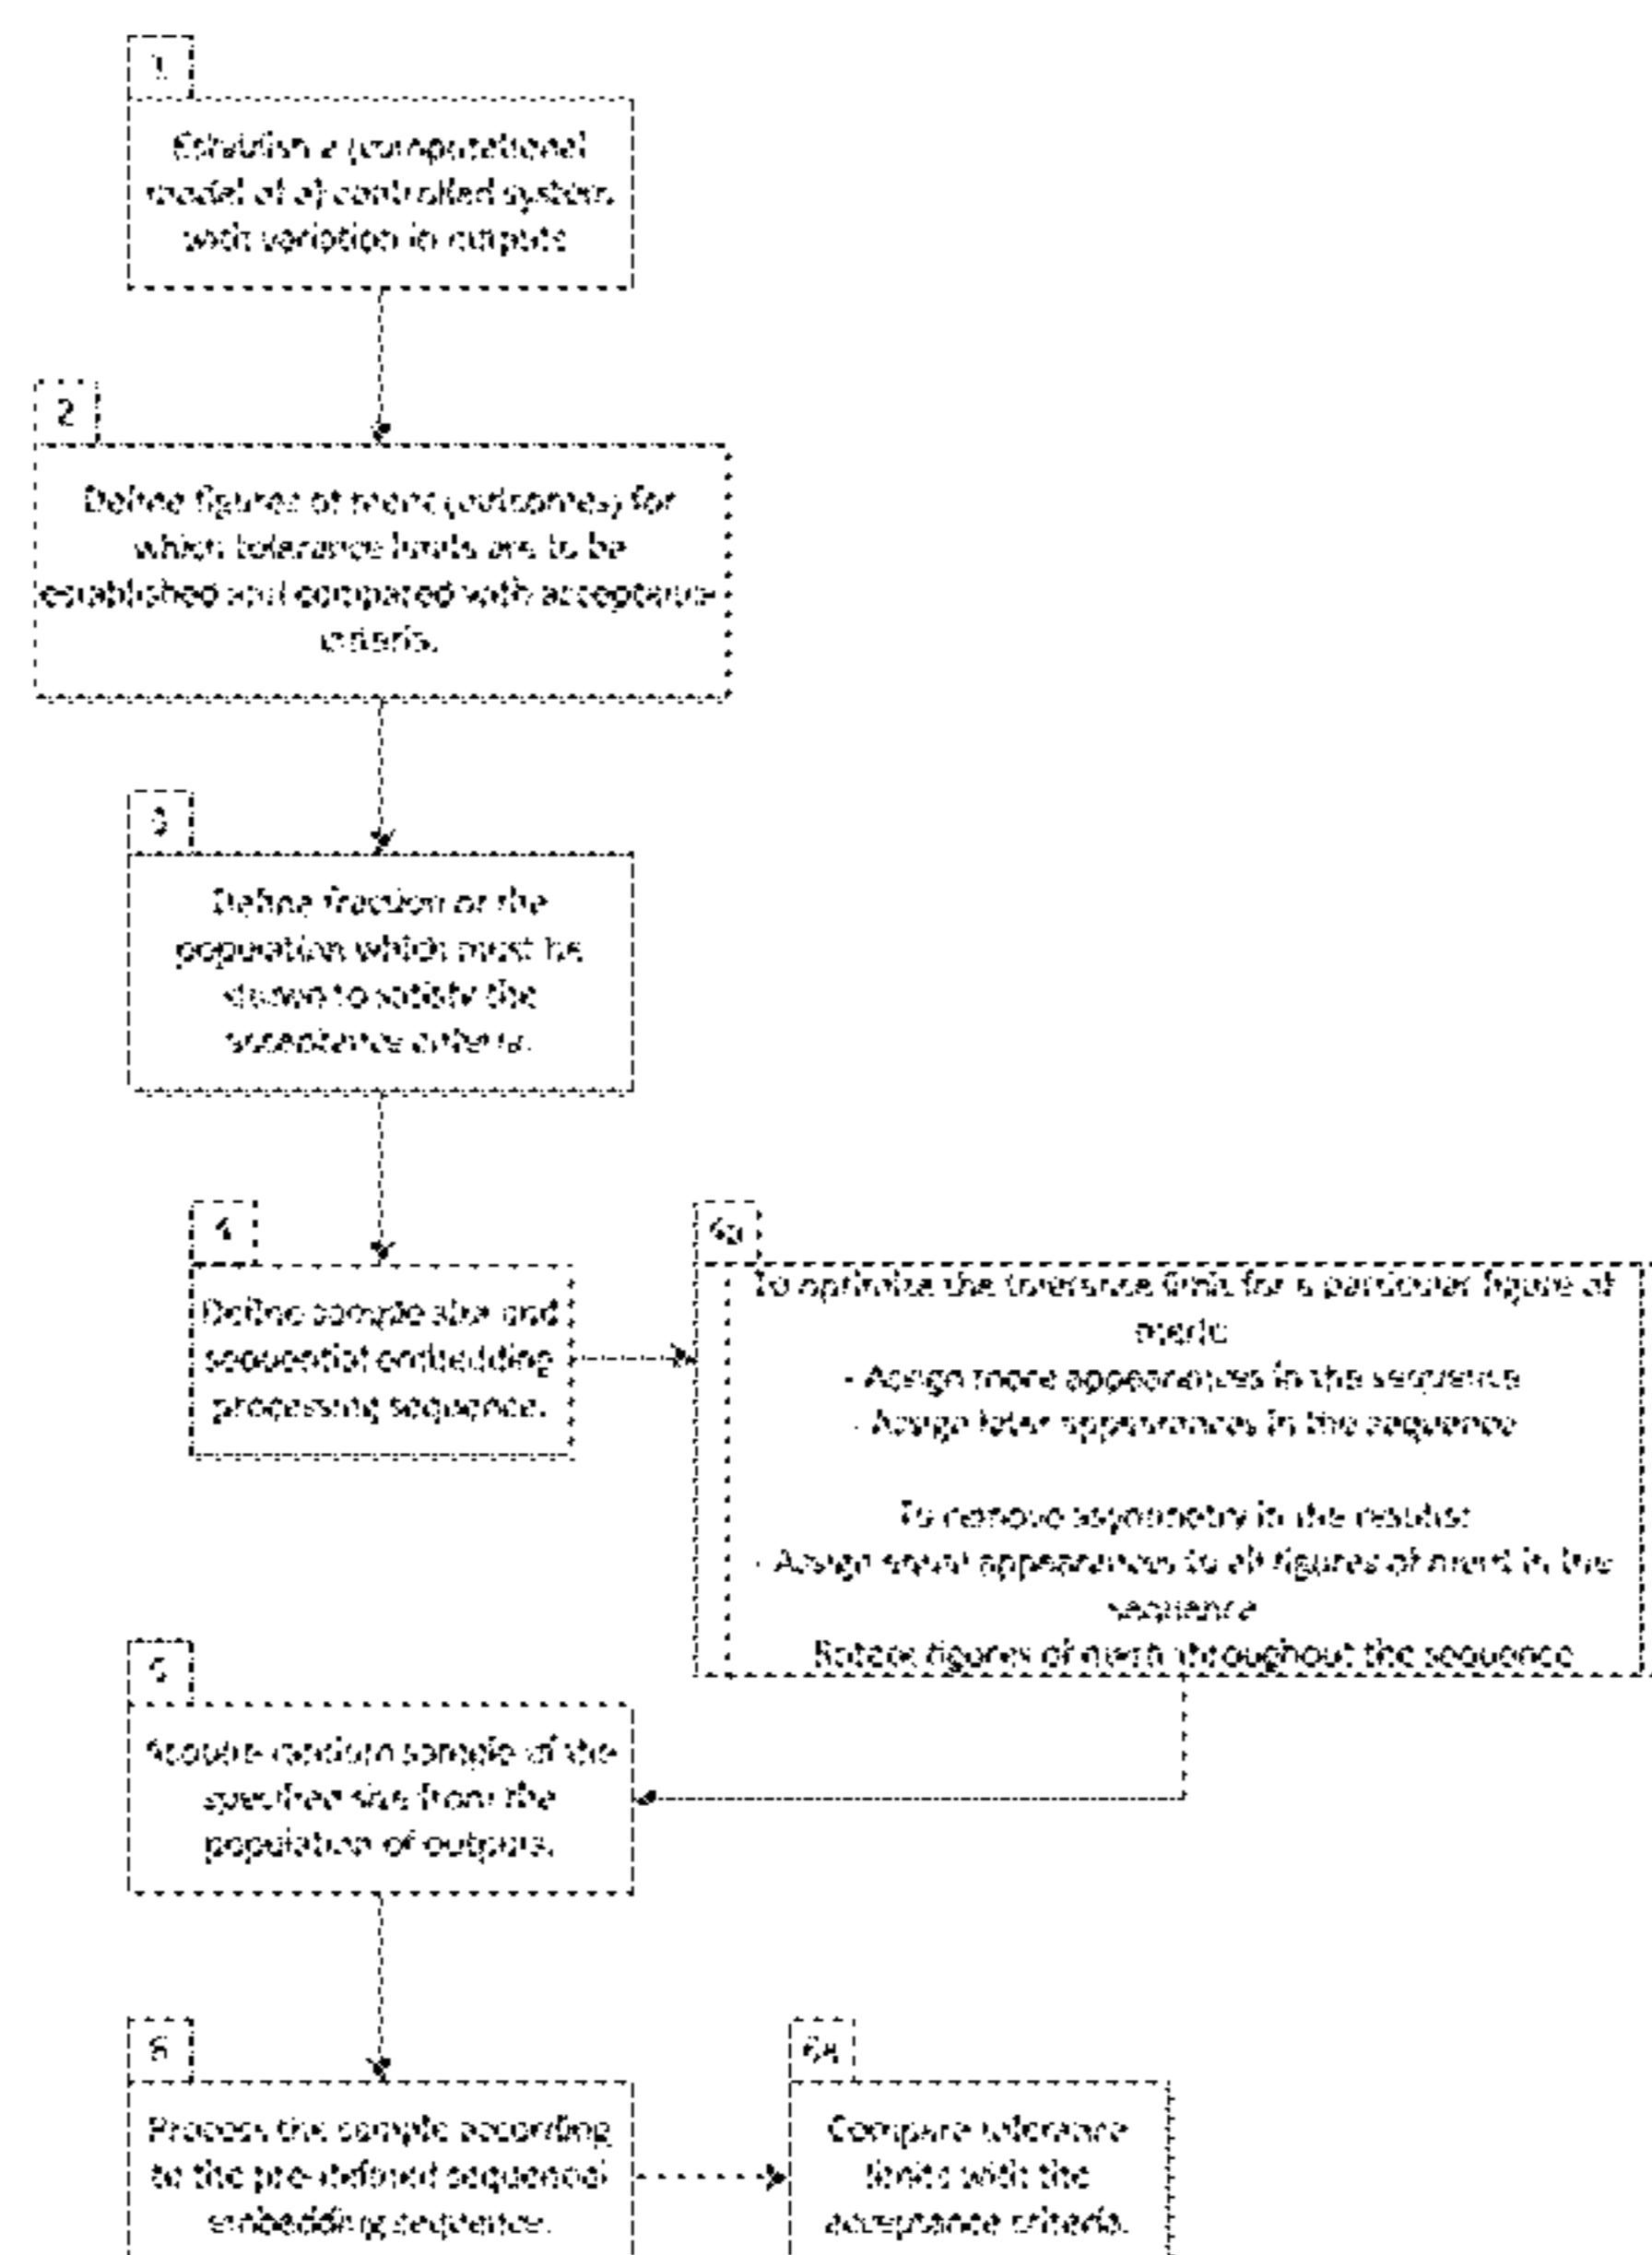 1
Establish a (computational
model of a) controlled system
with variation in outputs
2
Define figures of merit (outcomes) for
which tolerance limits are to be
established and compared with acceptance
criteria.
3
Define fraction of the
population which must be
shown to satisfy the
acceptance criteria.
4
Define sample size and
sequential embedding
processing sequence.
4a
To optimize the tolerance limit for a particular figure of
merit:
- Assign more appearances in the sequence
- Assign later appearances in the sequence
To remove asymmetry in the results:
- Assign equal appearances to all figures of merit in the
sequence
Rotate figures of merit throughout the sequence
5
Acquire random sample of the
specified size from the
population of outputs.
6
Process the sample according
to the pre-defined sequencel
embedding sequence.
6a
Compare tolerance
limits with the
acceptance criteria.